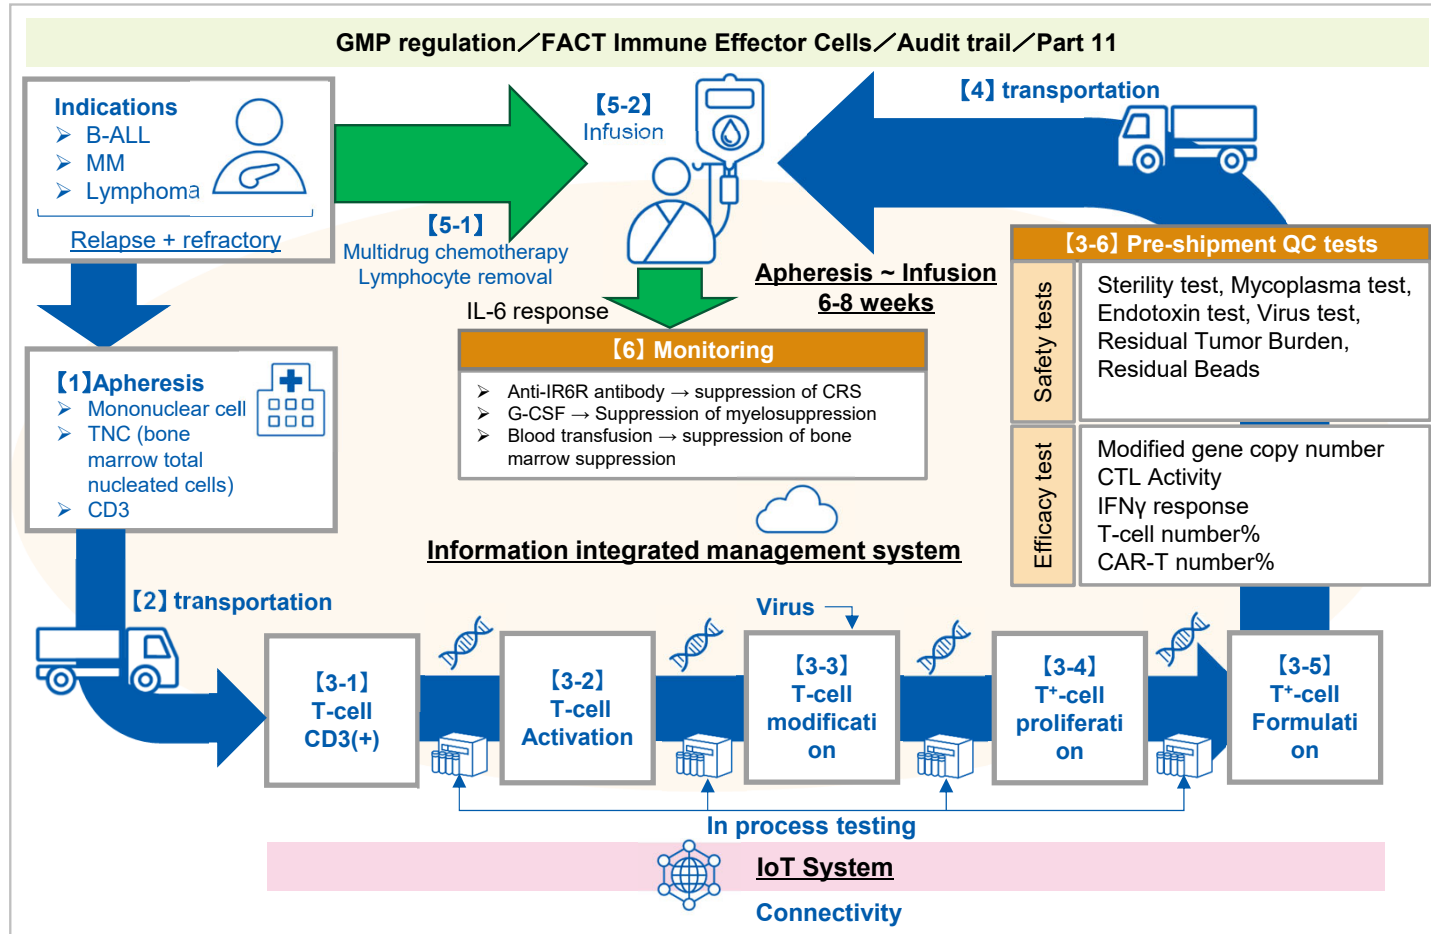 GMP regulation／FACT Immune Effector Cells／Audit trail／Part 11
Indications
➢ B-ALL
➢ MM
➢ Lymphoma
Relapse + refractory
【5-1】
Multidrug chemotherapy
Lymphocyte removal
【5-2】
Infusion
【4】transportation
Apheresis ~ Infusion
6-8 weeks
IL-6 response
【6】Monitoring
➢ Anti-IR6R antibody → suppression of CRS
➢ G-CSF → Suppression of myelosuppression
➢ Blood transfusion → suppression of bone
marrow suppression
【3-6】Pre-shipment QC tests
Safety tests
Sterility test, Mycoplasma test,
Endotoxin test, Virus test,
Residual Tumor Burden,
Residual Beads
Efficacy test
Modified gene copy number
CTL Activity
IFNγ response
T-cell number%
CAR-T number%
【1】Apheresis
➢ Mononuclear cell
➢ TNC (bone
marrow total
nucleated cells)
➢ CD3
Information integrated management system
【2】transportation
Virus
【3-1】
T-cell
CD3(+)
【3-2】
T-cell
Activation
【3-3】
T-cell
modificati
on
【3-4】
T⁺-cell
proliferati
on
【3-5】
T⁺-cell
Formulati
on
In process testing
IoT System
Connectivity